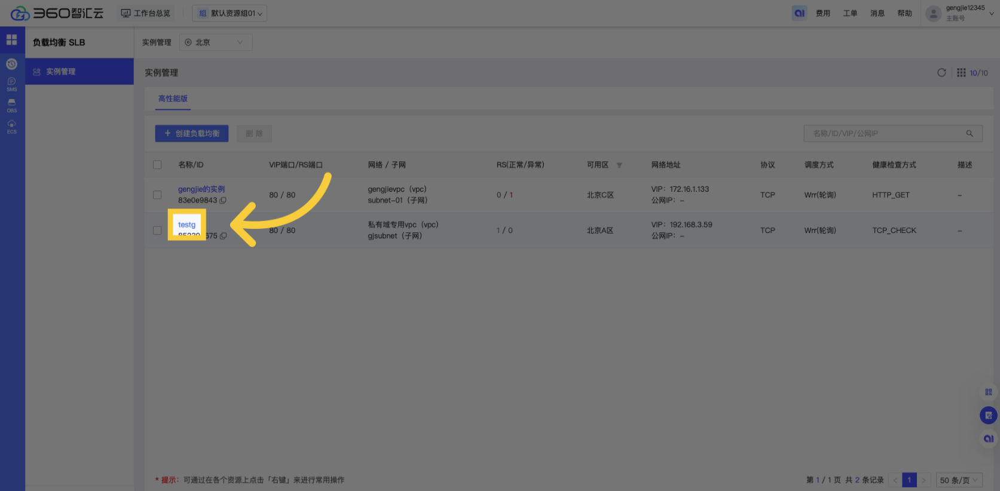 360智汇云
工作台总览
组 默认资源组01
费用
工单
消息
帮助
gengjie12345
主账号
负载均衡 SLB
实例管理
SMS
OBS
ECS
实例管理
北京
实例管理
10/10
高性能版
+ 创建负载均衡
删 除
名称/ID/VIP/公网IP
名称/ID
VIP端口/RS端口
网络 / 子网
RS(正常/异常)
可用区
网络地址
协议
调度方式
健康检查方式
描述
gengjie的实例
83e0e9843
80 / 80
gengjievpc（vpc）
subnet-01（子网）
0 / 1
北京C区
VIP：172.16.1.133
公网IP：-
TCP
Wrr(轮询)
HTTP_GET
-
testg
675
80 / 80
私有域专用vpc（vpc）
gjsubnet（子网）
1 / 0
北京A区
VIP：192.168.3.59
公网IP：-
TCP
Wrr(轮询)
TCP_CHECK
-
* 提示：可通过在各个资源上点击「右键」来进行常用操作
第 1 / 1 页 共 2 条记录
< 1 >
50 条/页